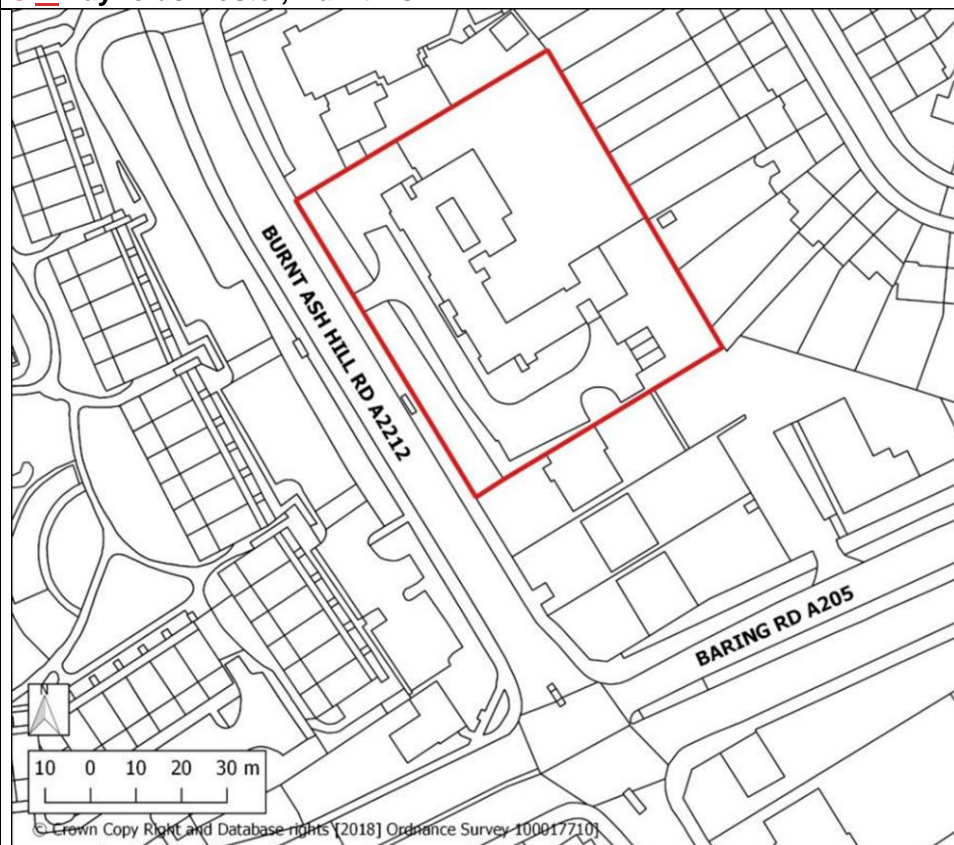 BURNT ASH HILL RD A2212
BARING RD A205
N
10 0 10 20 30 m
© Crown Copy Right and Database rights [2018] Ordnance Survey 100017710]